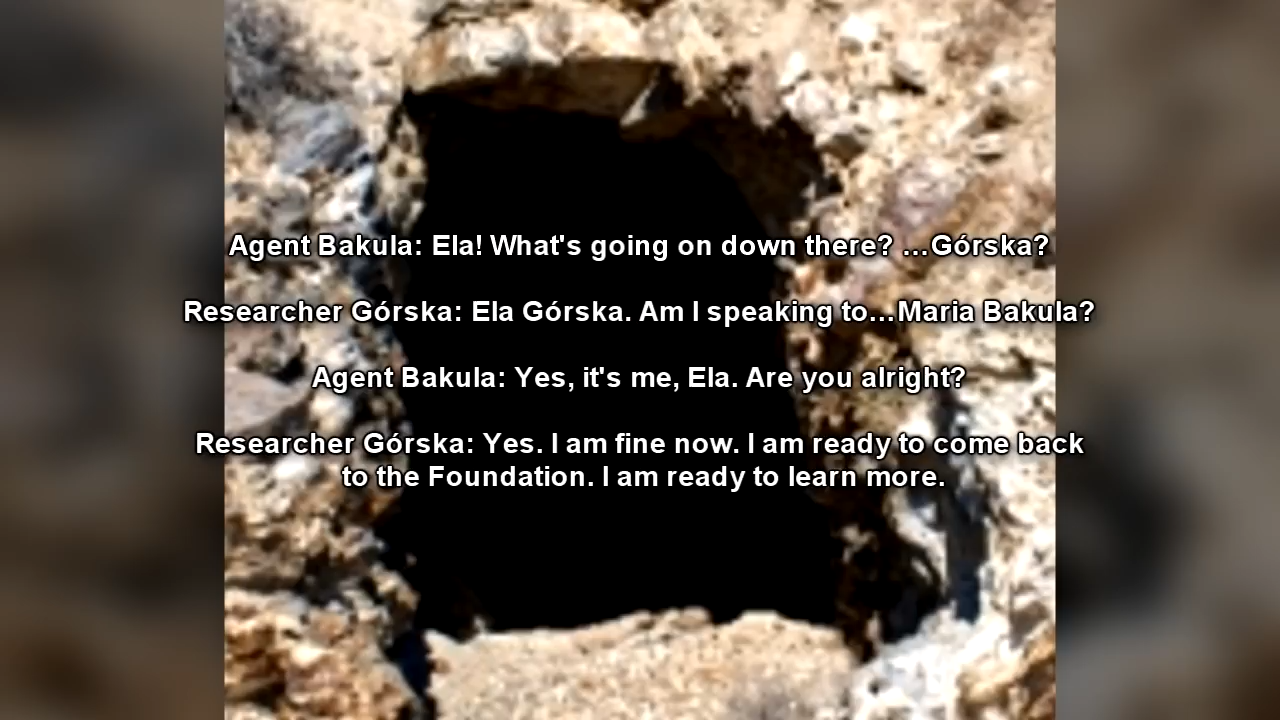 Agent Bakula: Ela! What's going on down there? …Górska?
Researcher Górska: Ela Górska. Am I speaking to…Maria Bakula?
Agent Bakula: Yes, it's me, Ela. Are you alright?
Researcher Górska: Yes. I am fine now. I am ready to come back
to the Foundation. I am ready to learn more.